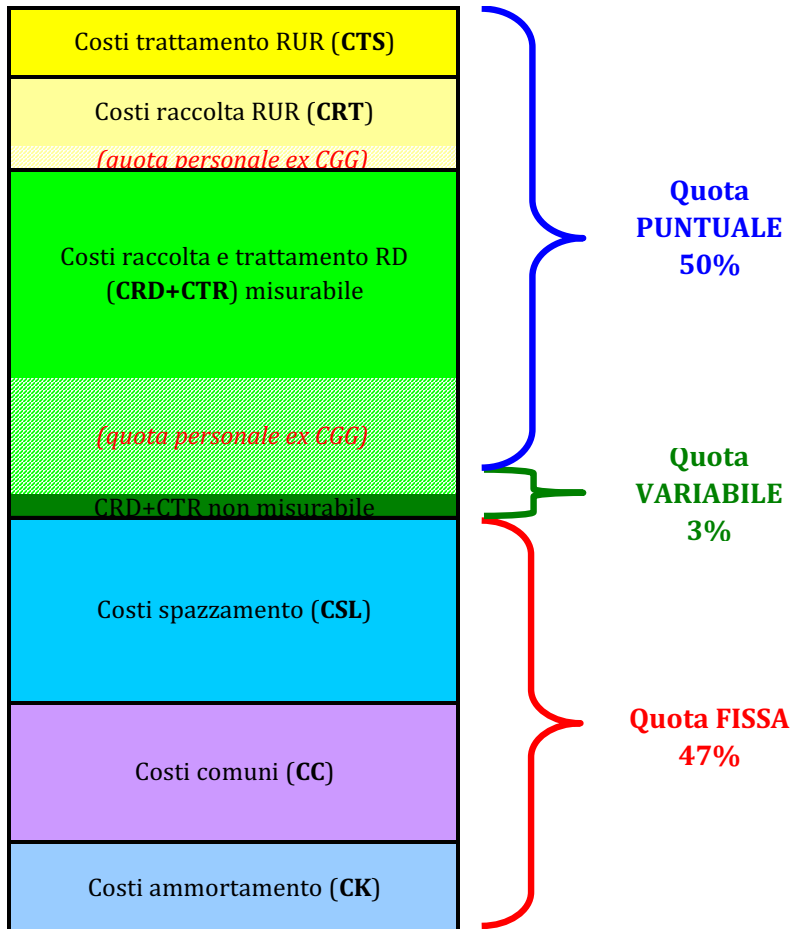 Costi trattamento RUR (CTS)
Costi raccolta RUR (CRT)
(quota personale ex CGG)
Costi raccolta e trattamento RD
(CRD+CTR) misurabile
(quota personale ex CGG)
CRD+CTR non misurabile
Costi spazzamento (CSL)
Costi comuni (CC)
Costi ammortamento (CK)
Quota
PUNTUALE
50%
Quota
VARIABILE
3%
Quota FISSA
47%